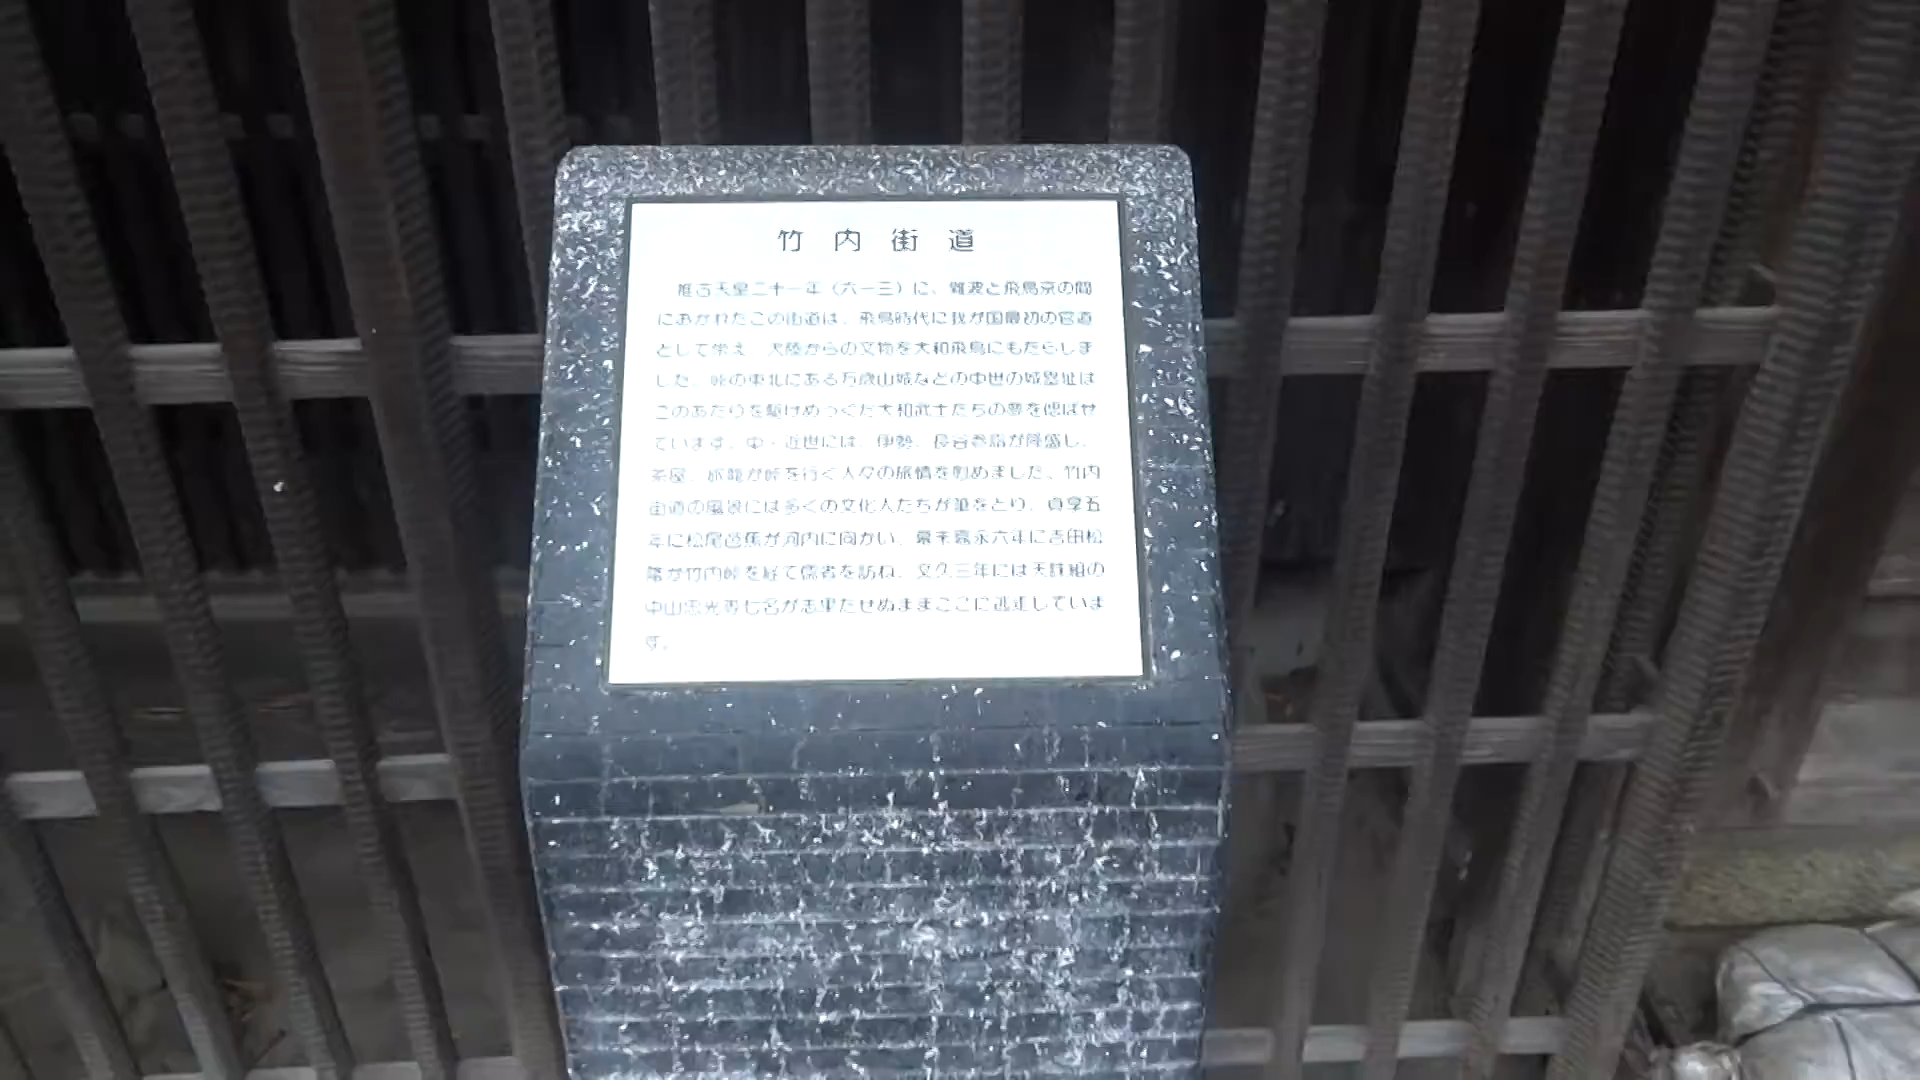 竹内街道
推古天皇二十一年（六一三）に、難波と飛鳥京の間
におかれたこの街道は、飛鳥時代に我が国最初の官道
として栄え、大陸からの文物を大和飛鳥にもたらしま
した。峠の東北にある万歳山城などの中世の城塁址は
このあたりを駆けめぐった大和武士たちの夢を偲ばせ
ています。中・近世には、伊勢、長谷参詣が隆盛し、
茶屋、旅籠が峠を行く人々の旅情を慰めました。竹内
街道の風景には多くの文化人たちが筆をとり、貞享五
年に松尾芭蕉が河内に向かい、幕末嘉永六年に吉田松
陰が竹内峠を経て儒者を訪ね、文久三年には天誅組の
中山忠光等七名が志果たせぬままここに逃走していま
す。